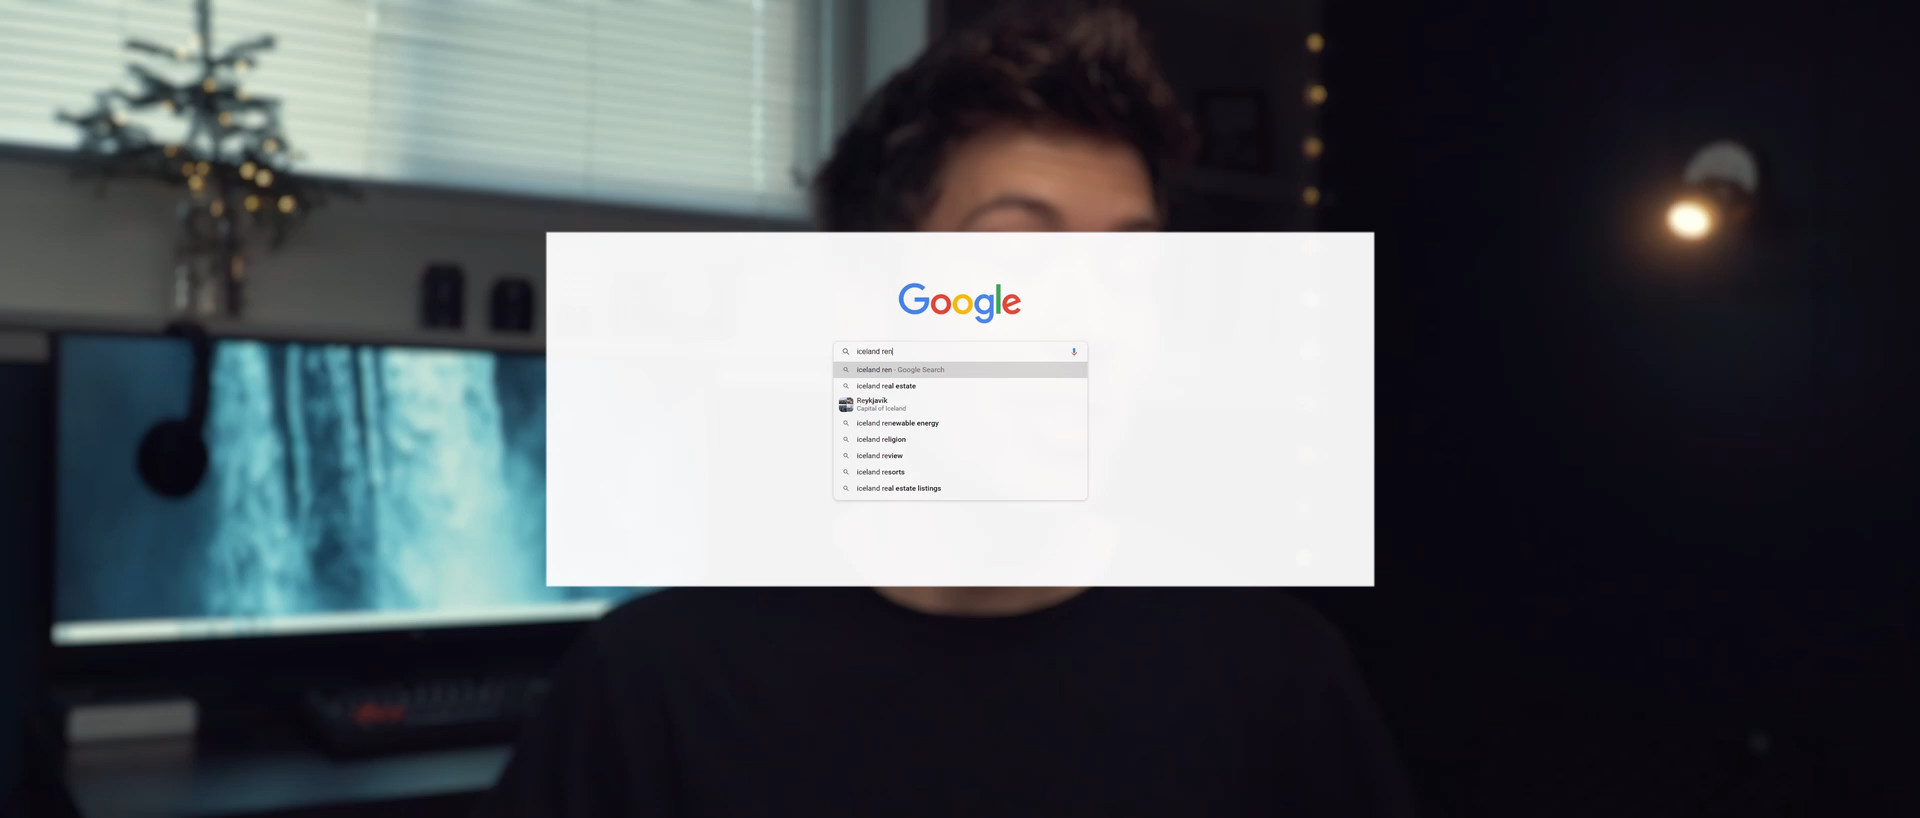 Google
iceland ren
iceland ren - Google Search
iceland real estate
Reykjavík
Capital of Iceland
iceland renewable energy
iceland religion
iceland review
iceland resorts
iceland real estate listings